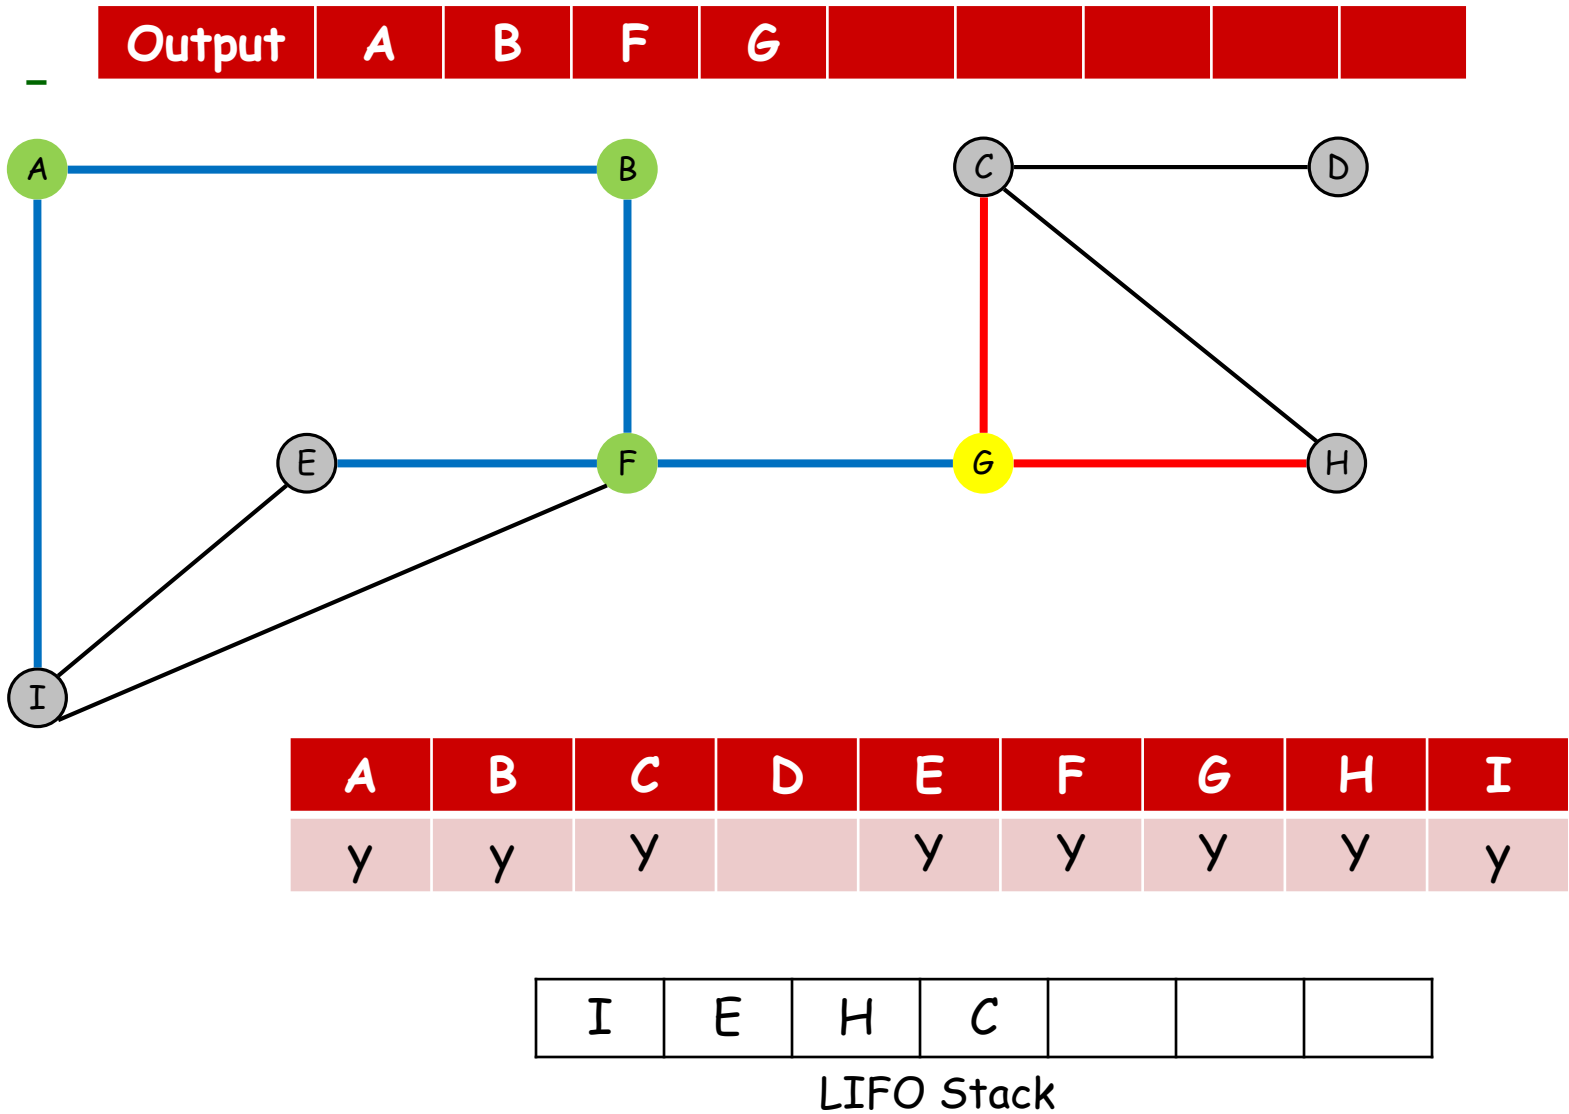 Output A B F G
–
A B C D
E F G H
I
A B C D E F G H I
y y y y y y y y
I E H C
LIFO Stack